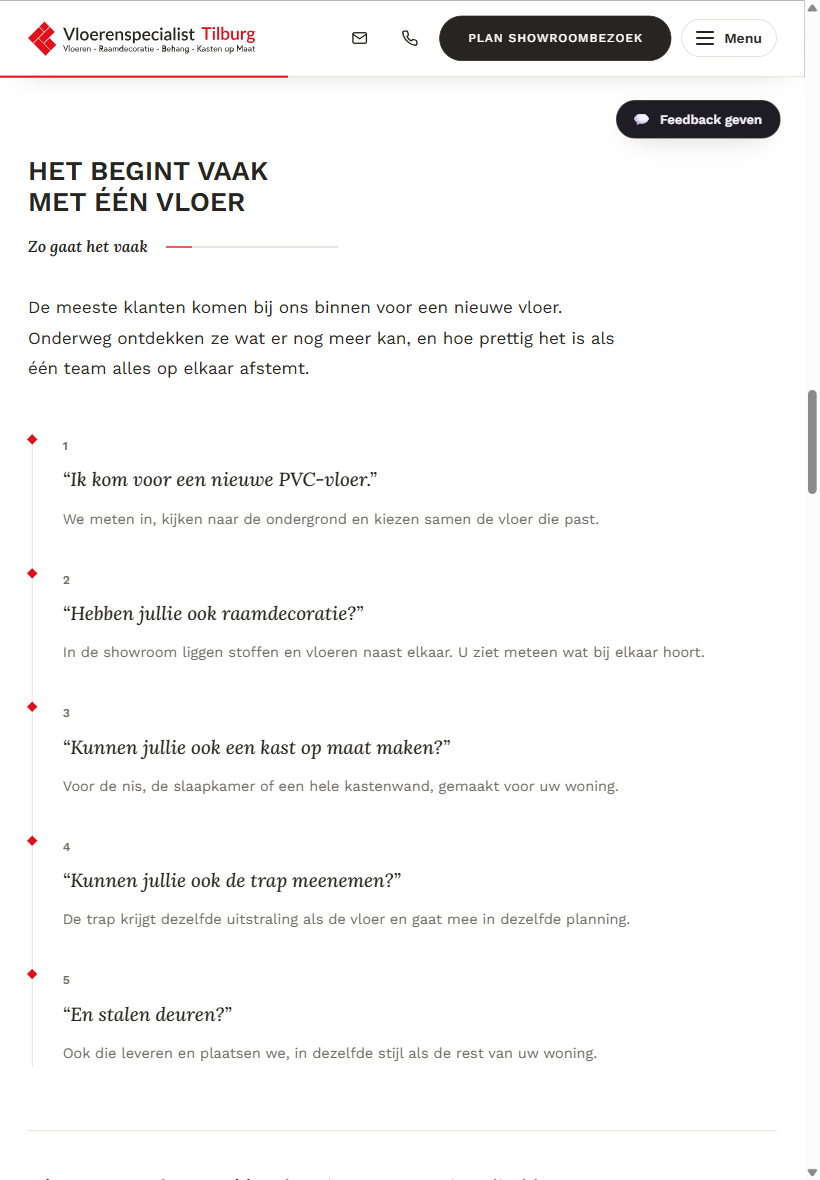 Vloerenspecialist Tilburg
Vloeren - Raamdecoratie - Behang - Kasten op Maat
PLAN SHOWROOMBEZOEK
Menu
Feedback geven
HET BEGINT VAAK
MET ÉÉN VLOER
Zo gaat het vaak
De meeste klanten komen bij ons binnen voor een nieuwe vloer.
Onderweg ontdekken ze wat er nog meer kan, en hoe prettig het is als
één team alles op elkaar afstemt.
1
“Ik kom voor een nieuwe PVC-vloer.”
We meten in, kijken naar de ondergrond en kiezen samen de vloer die past.
2
“Hebben jullie ook raamdecoratie?”
In de showroom liggen stoffen en vloeren naast elkaar. U ziet meteen wat bij elkaar hoort.
3
“Kunnen jullie ook een kast op maat maken?”
Voor de nis, de slaapkamer of een hele kastenwand, gemaakt voor uw woning.
4
“Kunnen jullie ook de trap meenemen?”
De trap krijgt dezelfde uitstraling als de vloer en gaat mee in dezelfde planning.
5
“En stalen deuren?”
Ook die leveren en plaatsen we, in dezelfde stijl als de rest van uw woning.